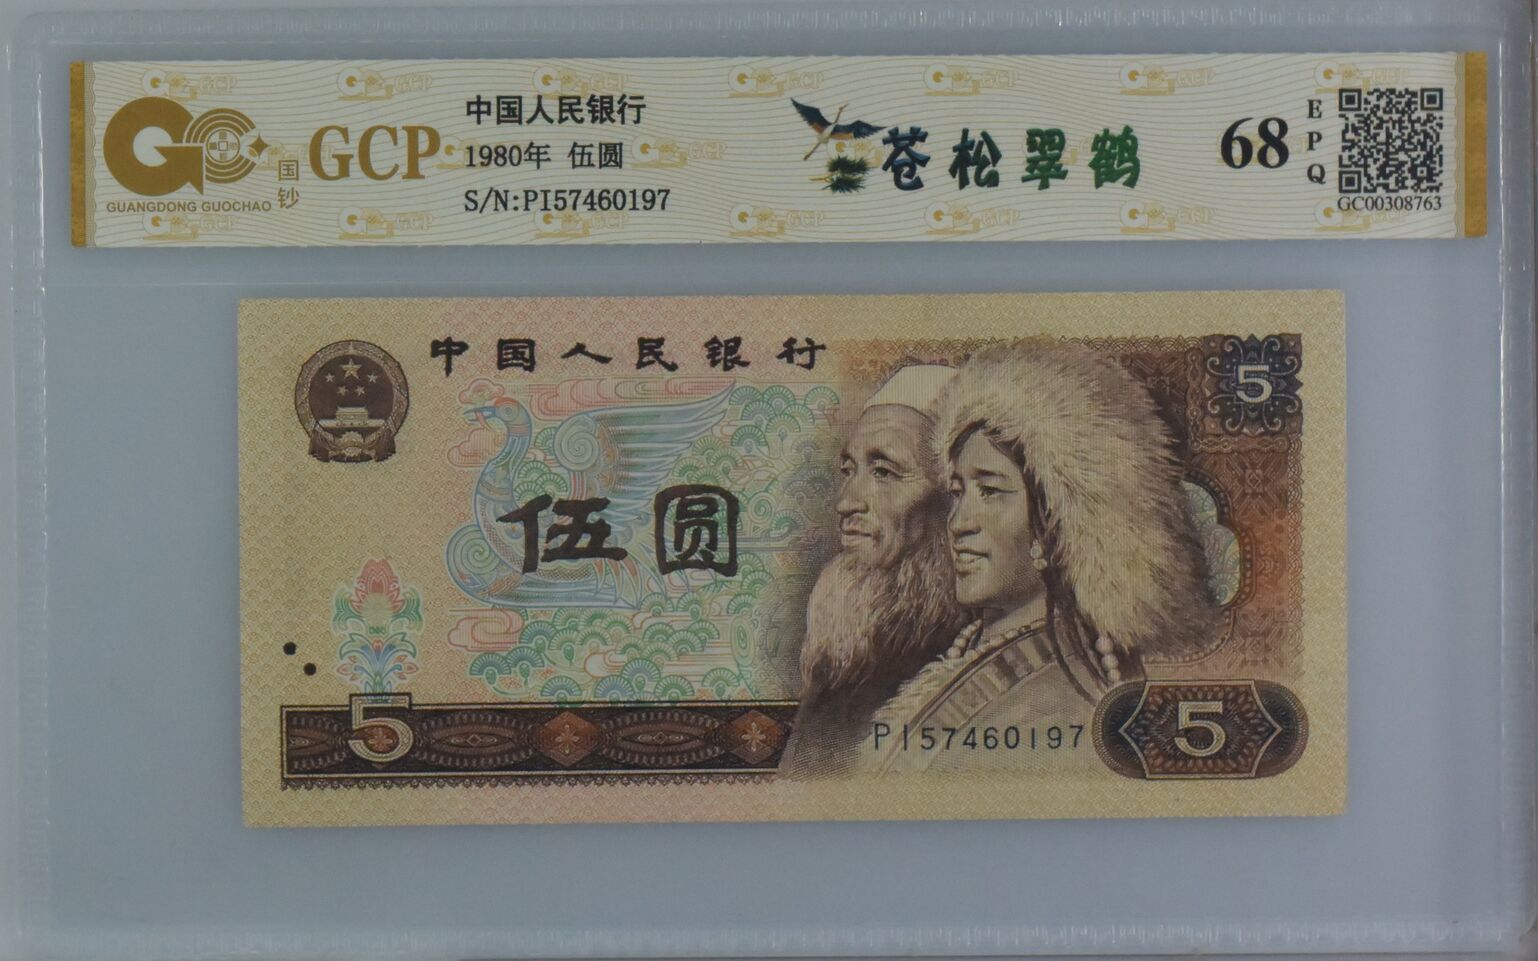 GUANGDONG GUOCHAO
国钞
GCP
中国人民银行
1980年 伍圆
S/N:PI57460197
苍松翠鹤
68
EPQ
GC00308763
中国人民银行
5
伍圆
5
PI57460197
5